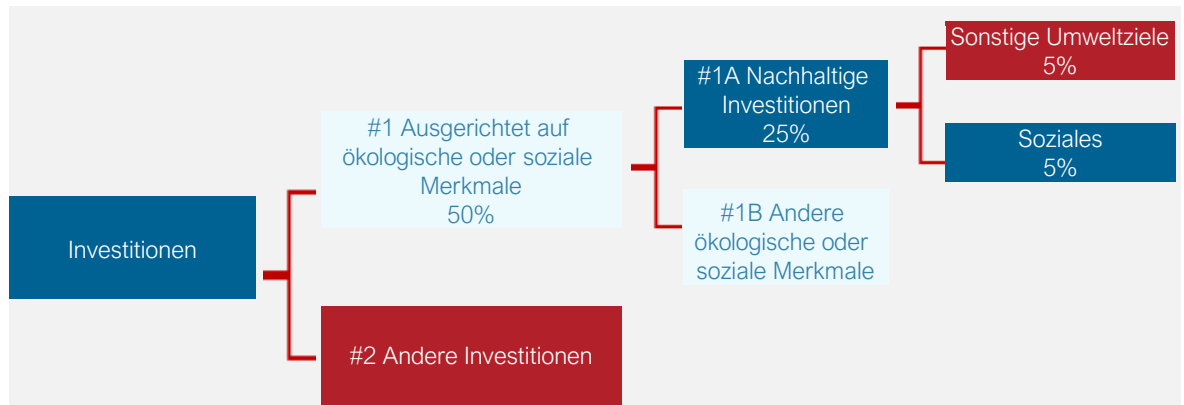 Investitionen
#1 Ausgerichtet auf
ökologische oder soziale
Merkmale
50%
#2 Andere Investitionen
#1A Nachhaltige
Investitionen
25%
#1B Andere
ökologische oder
soziale Merkmale
Sonstige Umweltziele
5%
Soziales
5%